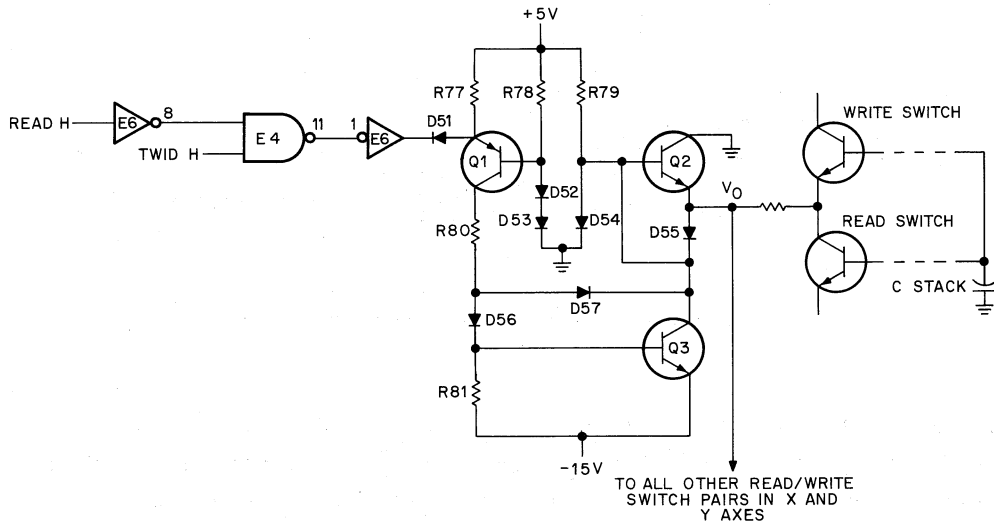 +5V
R77
R78
R79
WRITE SWITCH
READ H
E6
8
E4
11
1
E6
D51
TWID H
Q1
Q2
D52
V0
D53
D54
D55
READ SWITCH
R80
C STACK
D57
D56
Q3
R81
-15V
TO ALL OTHER READ/WRITE
SWITCH PAIRS IN X AND
Y AXES